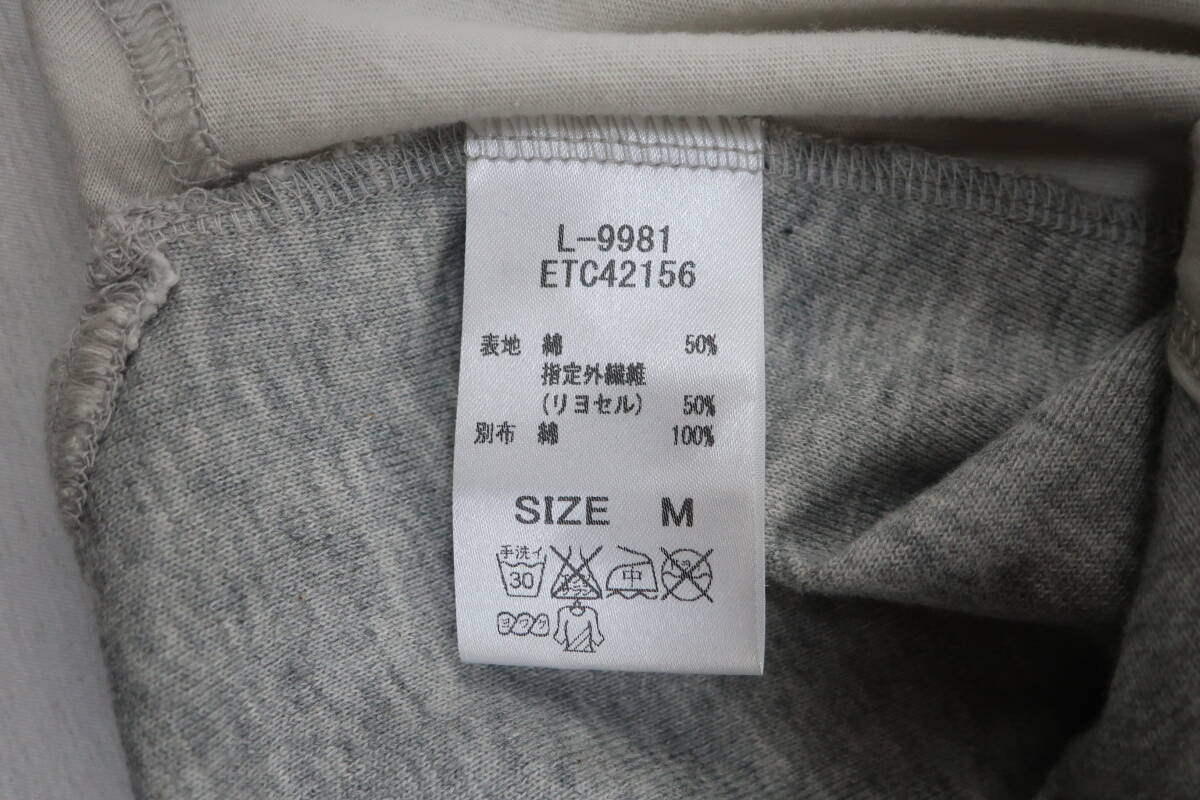 L-9981
ETC42156
表地 綿 50%
指定外繊維
(リヨセル) 50%
別布 綿 100%
SIZE M
手洗イ
30 中
ヨワク